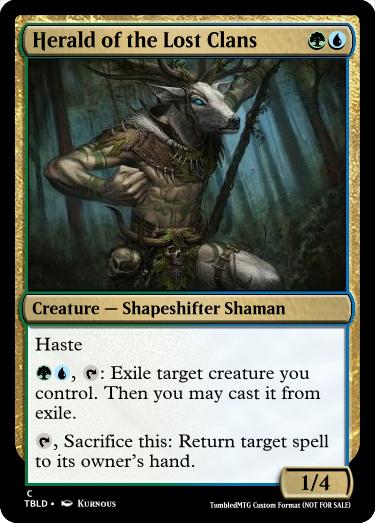 Herald of the Lost Clans
Creature — Shapeshifter Shaman
Haste
, : Exile target creature you
control. Then you may cast it from
exile.
, Sacrifice this: Return target spell
to its owner's hand.
1/4
C
TBLD • Kurnous
TumbledMTG Custom Format (NOT FOR SALE)